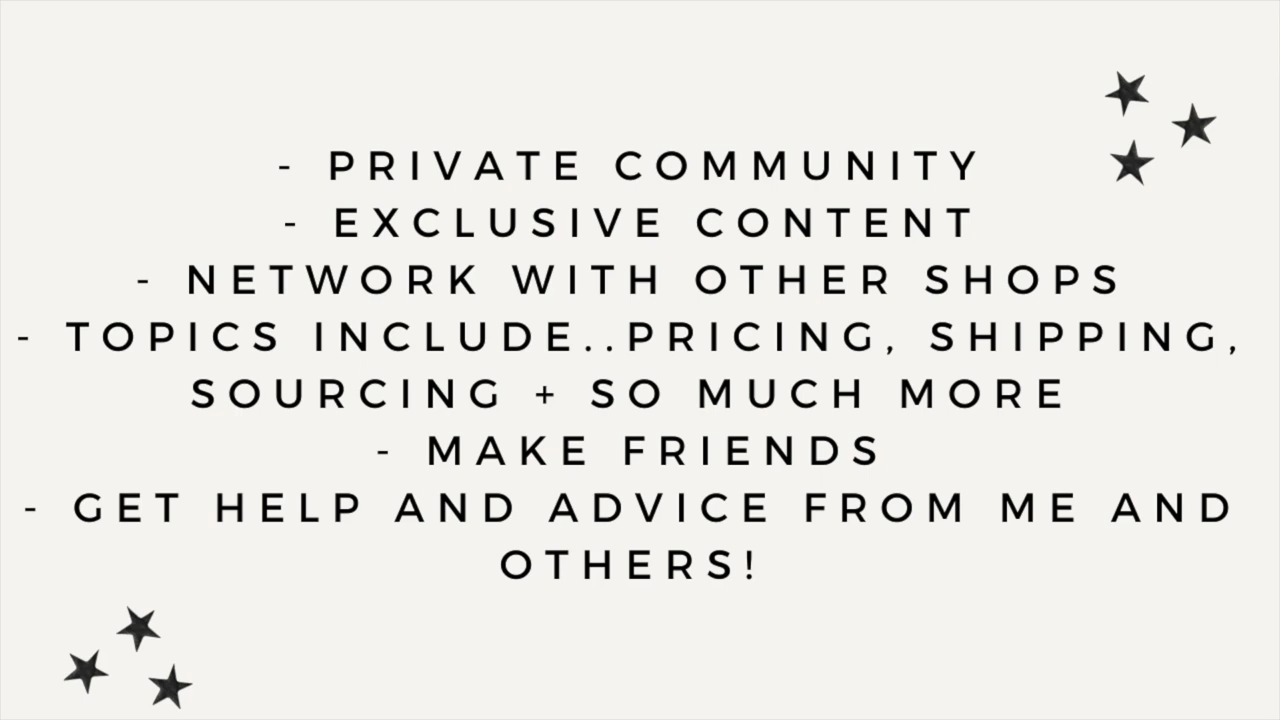 - PRIVATE COMMUNITY
- EXCLUSIVE CONTENT
- NETWORK WITH OTHER SHOPS
- TOPICS INCLUDE..PRICING, SHIPPING,
SOURCING + SO MUCH MORE
- MAKE FRIENDS
- GET HELP AND ADVICE FROM ME AND
OTHERS!